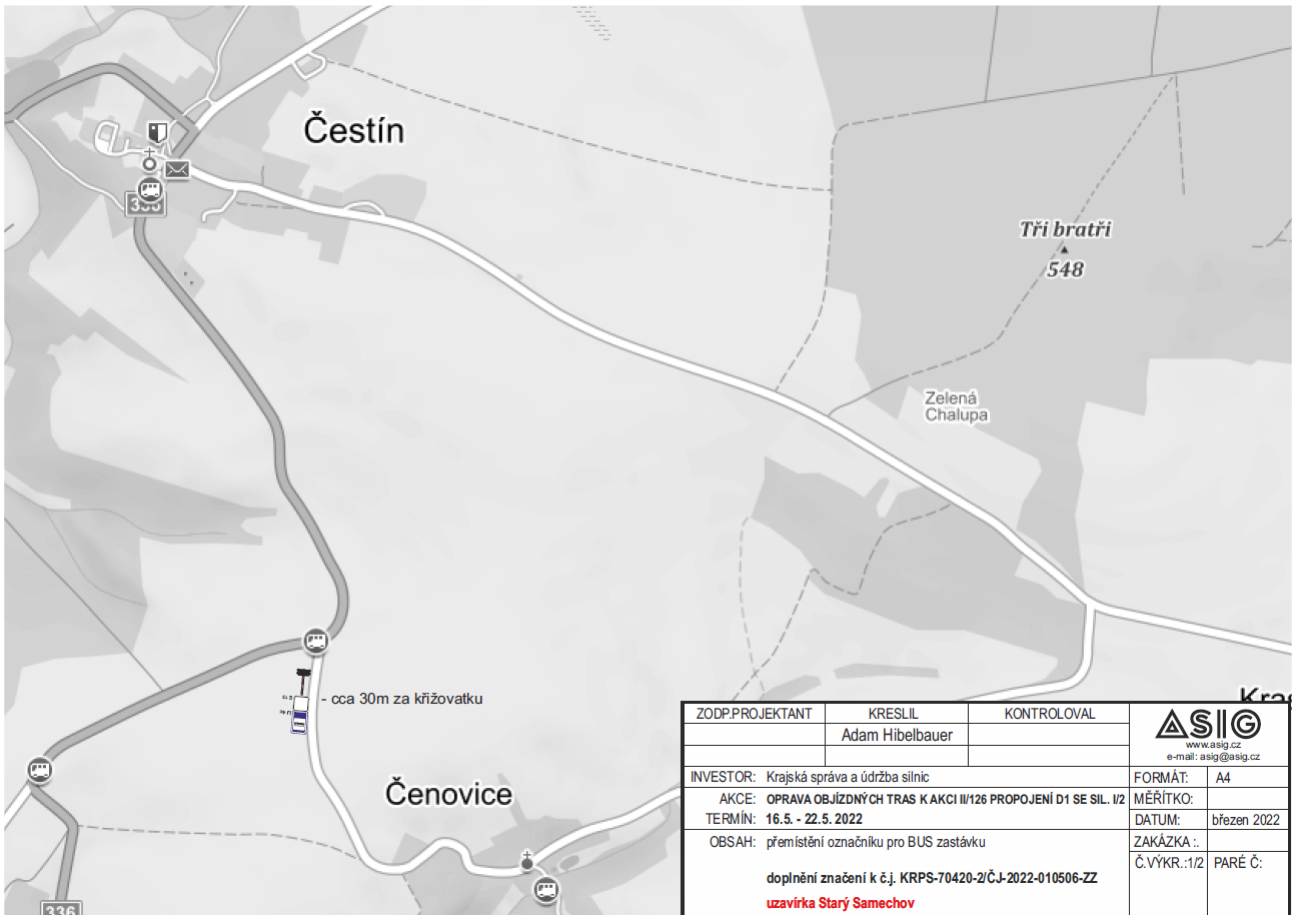 Čestín
Tři bratři
548
Zelená
Chalupa
- cca 30m za křižovatku
Čenovice
336
ZODP.PROJEKTANT KRESLIL KONTROLOVAL
Adam Hibelbauer
ASIG
www.asig.cz
e-mail: asig@asig.cz
INVESTOR: Krajská správa a údržba silnic
FORMÁT: A4
AKCE: OPRAVA OBJÍZDNÝCH TRAS K AKCI II/126 PROPOJENÍ D1 SE SIL. I/2
MĚŘÍTKO:
TERMÍN: 16.5. - 22.5. 2022
DATUM: březen 2022
OBSAH: přemístění označníku pro BUS zastávku
ZAKÁZKA :.
Č.VÝKR.:1/2 PARÉ Č:
doplnění značení k č.j. KRPS-70420-2/ČJ-2022-010506-ZZ
uzavírka Starý Samechov